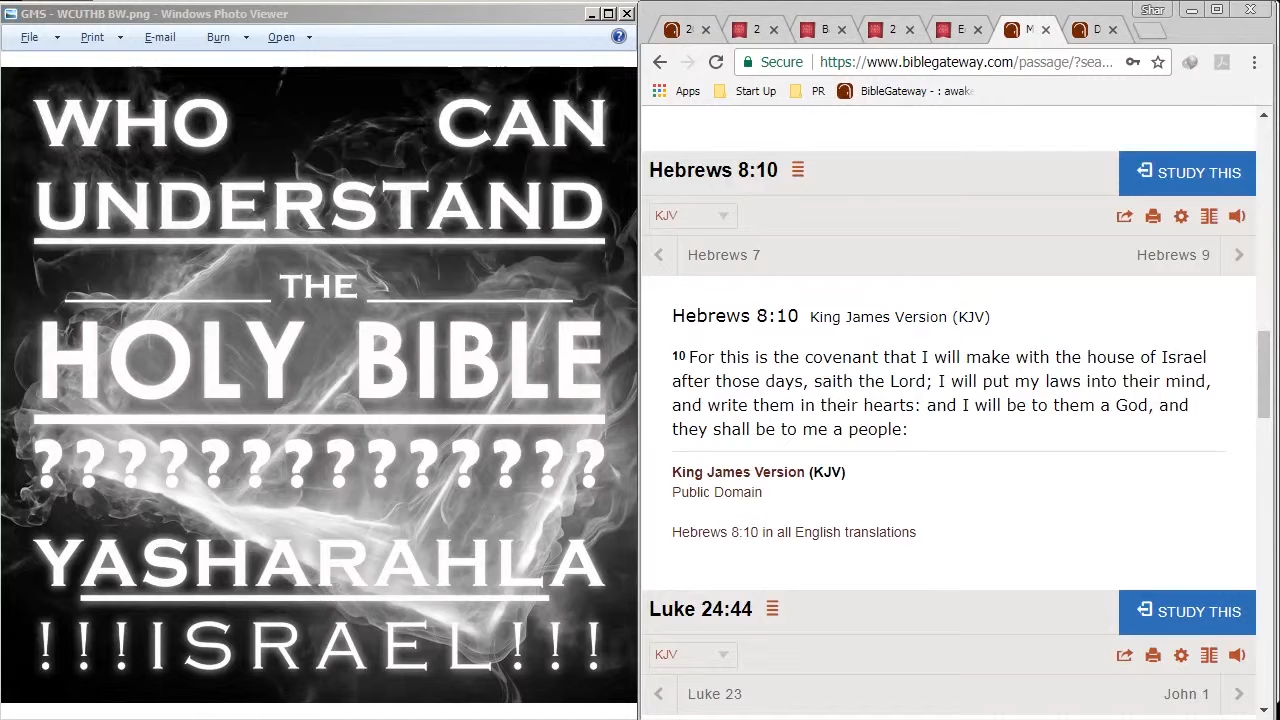 GMS - WCUTHB BW.png - Windows Photo Viewer
File Print E-mail Burn Open
WHO CAN
UNDERSTAND
THE
HOLY BIBLE
??????????????
YASHARAHLA
!!!ISRAEL!!!
Shar
2 2 B 2 E M D
Secure https://www.biblegateway.com/passage/?sea...
Apps Start Up PR BibleGateway - : awake
Hebrews 8:10 STUDY THIS
KJV
Hebrews 7 Hebrews 9
Hebrews 8:10 King James Version (KJV)
10 For this is the covenant that I will make with the house of Israel
after those days, saith the Lord; I will put my laws into their mind,
and write them in their hearts: and I will be to them a God, and
they shall be to me a people:
King James Version (KJV)
Public Domain
Hebrews 8:10 in all English translations
Luke 24:44 STUDY THIS
KJV
Luke 23 John 1